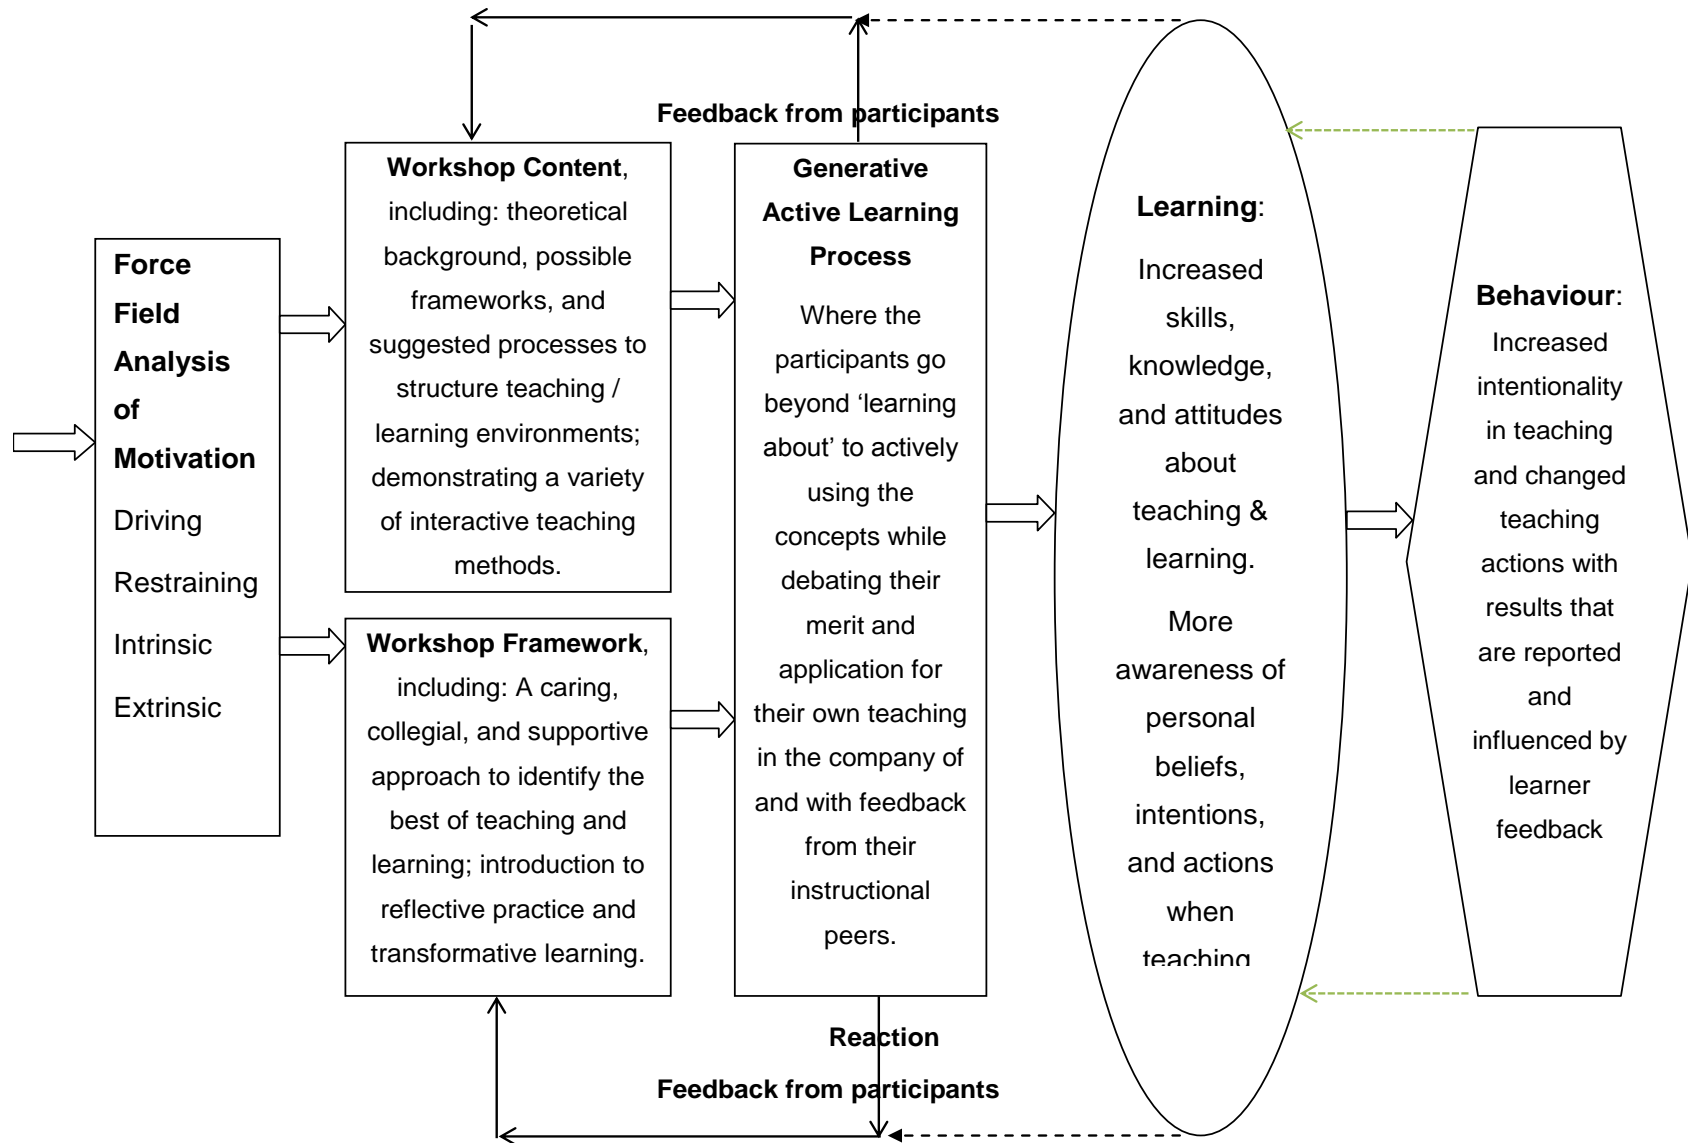 Feedback from participants
Force
Field
Analysis
of
Motivation
Driving
Restraining
Intrinsic
Extrinsic
Workshop Content,
including: theoretical
background, possible
frameworks, and
suggested processes to
structure teaching /
learning environments;
demonstrating a variety
of interactive teaching
methods.
Workshop Framework,
including: A caring,
collegial, and supportive
approach to identify the
best of teaching and
learning; introduction to
reflective practice and
transformative learning.
Generative
Active Learning
Process
Where the
participants go
beyond ‘learning
about’ to actively
using the
concepts while
debating their
merit and
application for
their own teaching
in the company of
and with feedback
from their
instructional
peers.
Learning:
Increased
skills,
knowledge,
and attitudes
about
teaching &
learning.
More
awareness of
personal
beliefs,
intentions,
and actions
when
teaching
Behaviour:
Increased
intentionality
in teaching
and changed
teaching
actions with
results that
are reported
and
influenced by
learner
feedback
Reaction
Feedback from participants